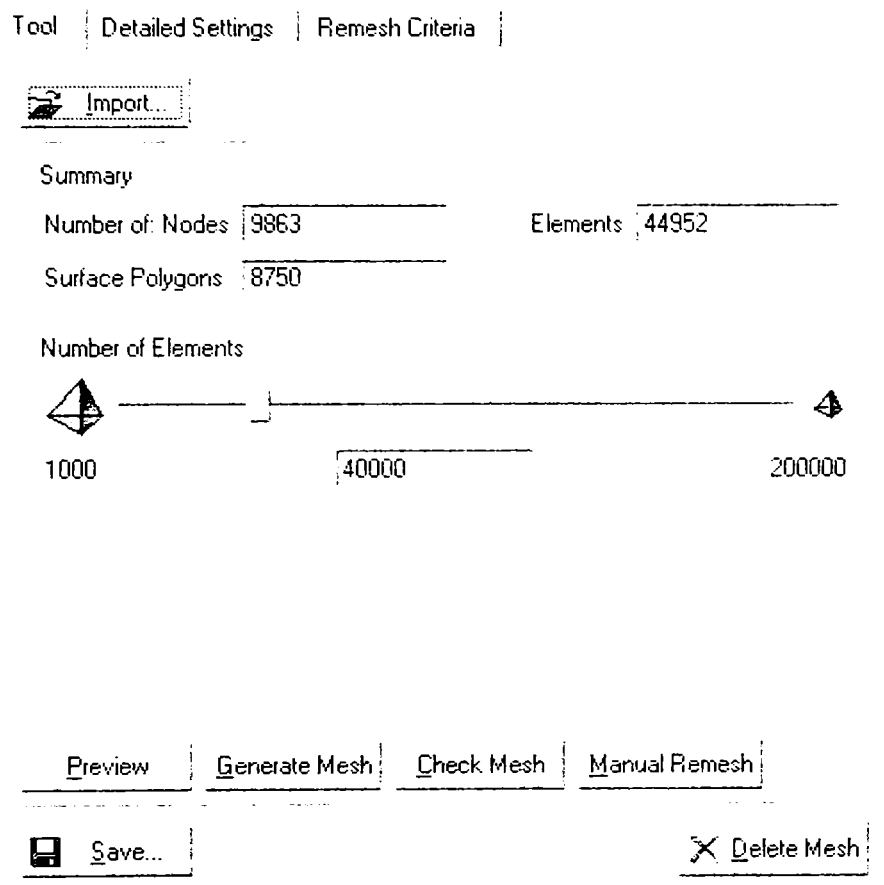 Tool Detailed Settings Remesh Criteria
Import...
Summary
Number of: Nodes 9863 Elements 44952
Surface Polygons 8750
Number of Elements
1000 40000 200000
Preview Generate Mesh Check Mesh Manual Remesh
Save... Delete Mesh